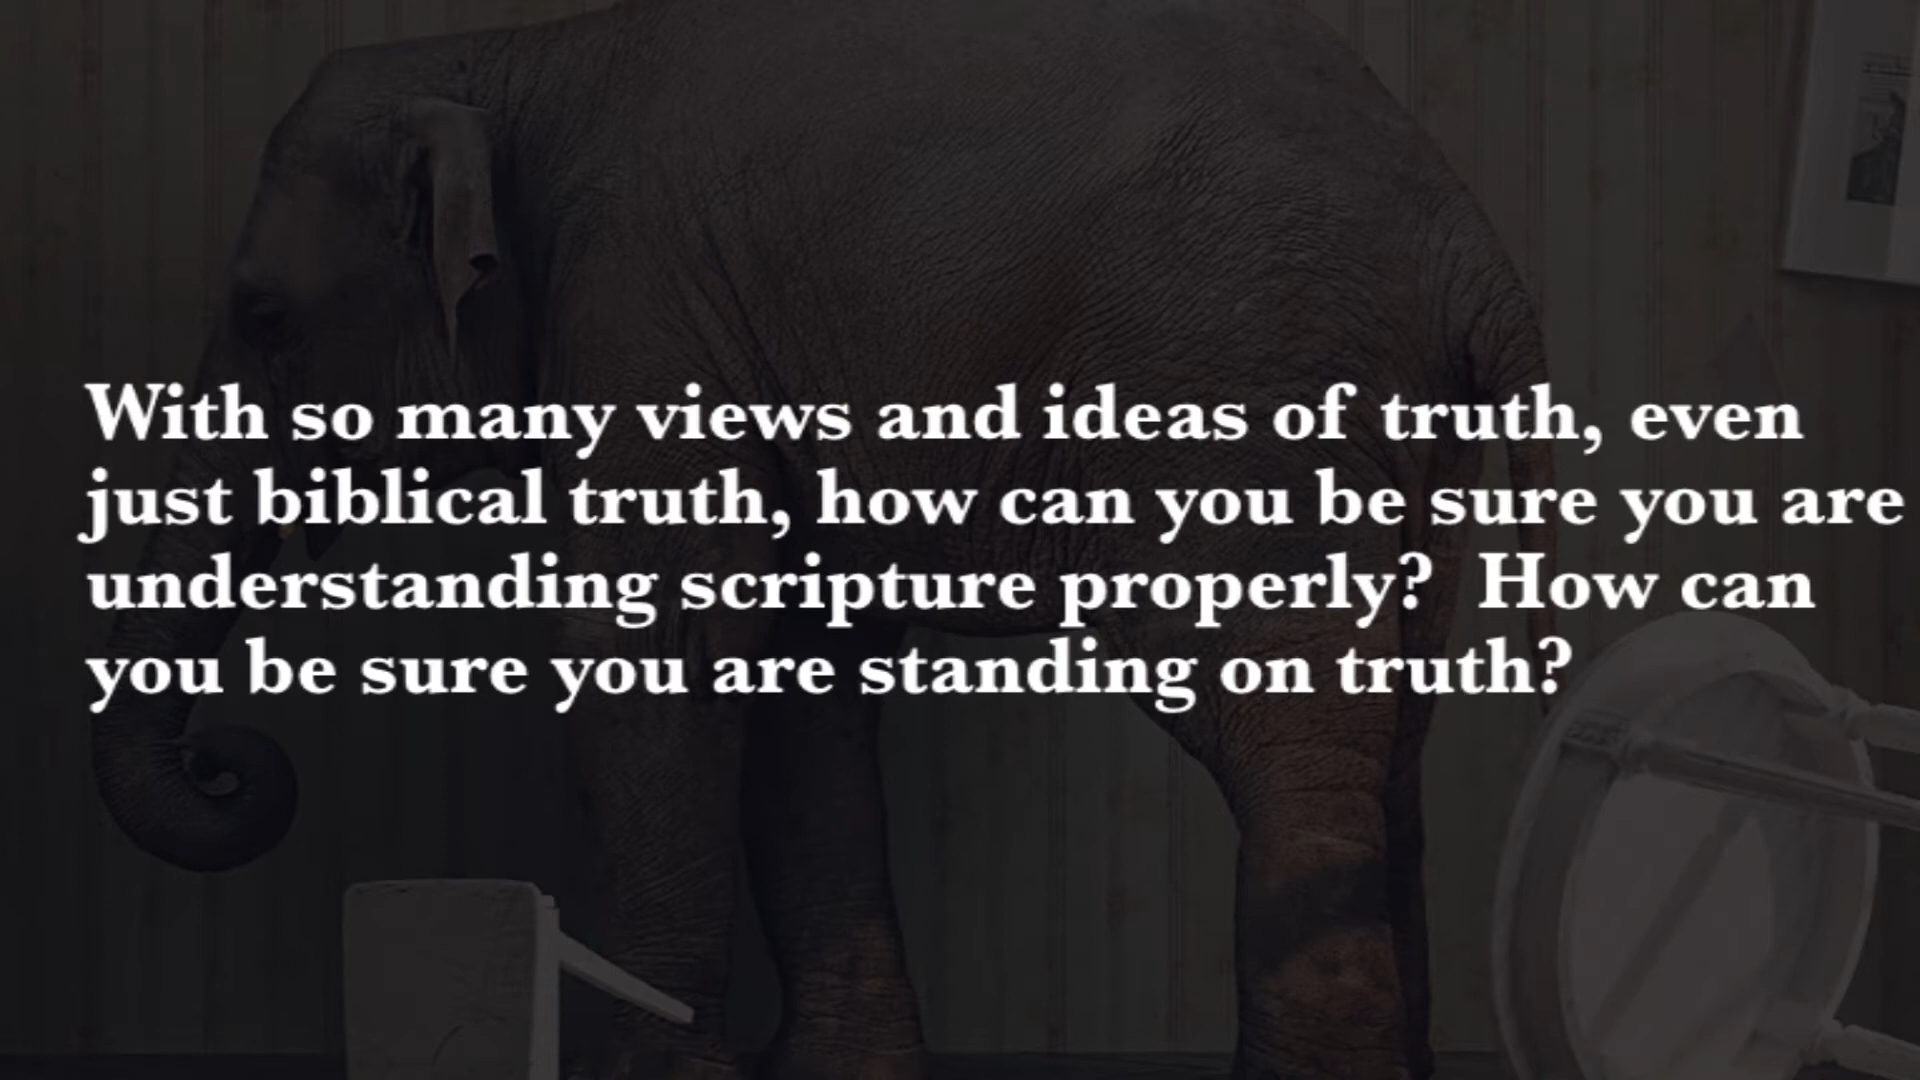 With so many views and ideas of truth, even
just biblical truth, how can you be sure you are
understanding scripture properly?  How can
you be sure you are standing on truth?